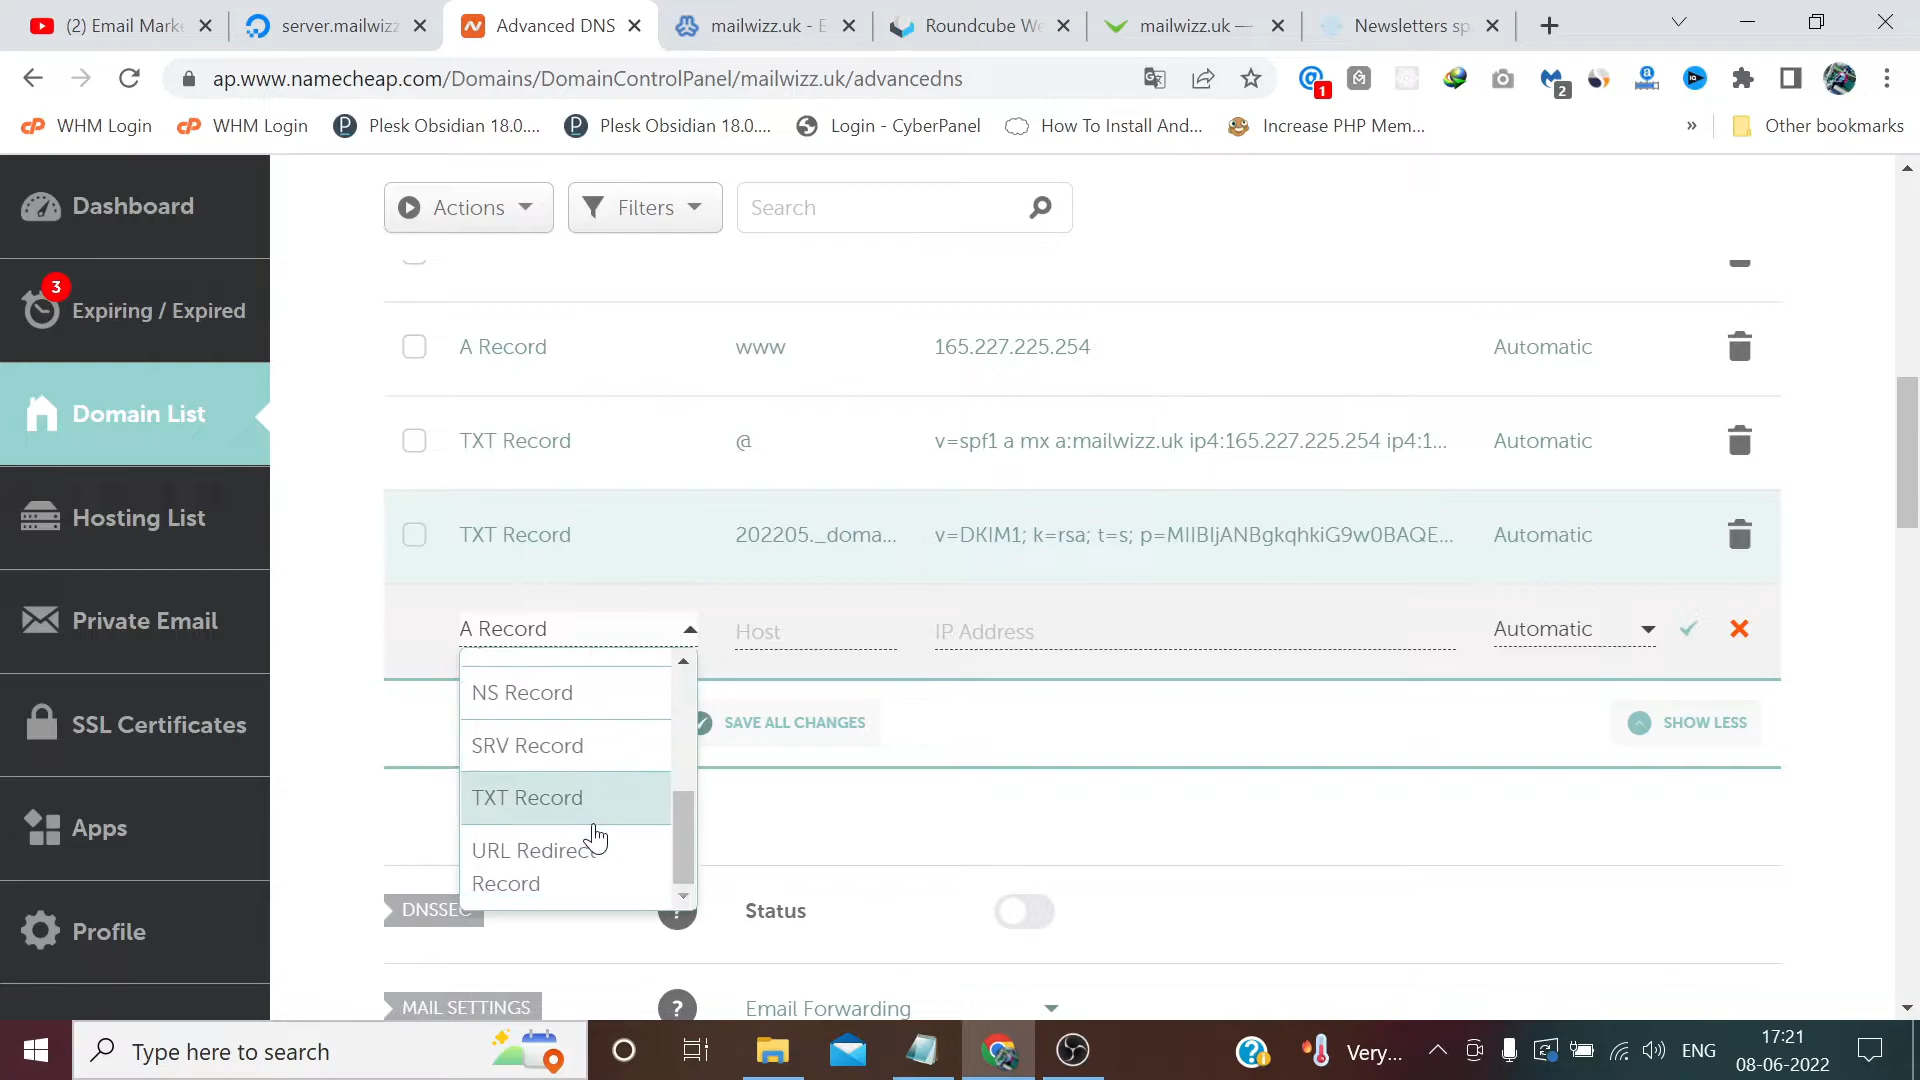 (2) Email Marke
server.mailwizz
Advanced DNS
mailwizz.uk - E
Roundcube We
mailwizz.uk —
Newsletters sp
ap.www.namecheap.com/Domains/DomainControlPanel/mailwizz.uk/advancedns
1
2
WHM Login
WHM Login
Plesk Obsidian 18.0....
Plesk Obsidian 18.0....
Login - CyberPanel
How To Install And...
Increase PHP Mem...
»
Other bookmarks
Dashboard
3
Expiring / Expired
Domain List
Hosting List
Private Email
SSL Certificates
Apps
Profile
Actions
Filters
Search
A Record
www
165.227.225.254
Automatic
TXT Record
@
v=spf1 a mx a:mailwizz.uk ip4:165.227.225.254 ip4:1...
Automatic
TXT Record
202205._doma...
v=DKIM1; k=rsa; t=s; p=MIIBIjANBgkqhkiG9w0BAQE...
Automatic
A Record
Host
IP Address
Automatic
NS Record
SRV Record
TXT Record
URL Redirect
Record
SAVE ALL CHANGES
SHOW LESS
DNSSEC
?
Status
MAIL SETTINGS
?
Email Forwarding
Type here to search
Very...
ENG
17:21
08-06-2022